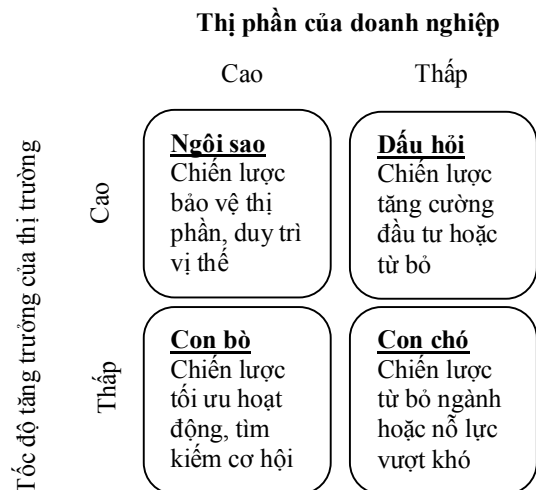 Thị phần của doanh nghiệp
Cao
Thấp
Tốc độ tăng trưởng của thị trường
Cao
Ngôi sao
Chiến lược
bảo vệ thị
phần, duy trì
vị thế
Dấu hỏi
Chiến lược
tăng cường
đầu tư hoặc
từ bỏ
Thấp
Con bò
Chiến lược
tối ưu hoạt
động, tìm
kiếm cơ hội
Con chó
Chiến lược
từ bỏ ngành
hoặc nỗ lực
vượt khó